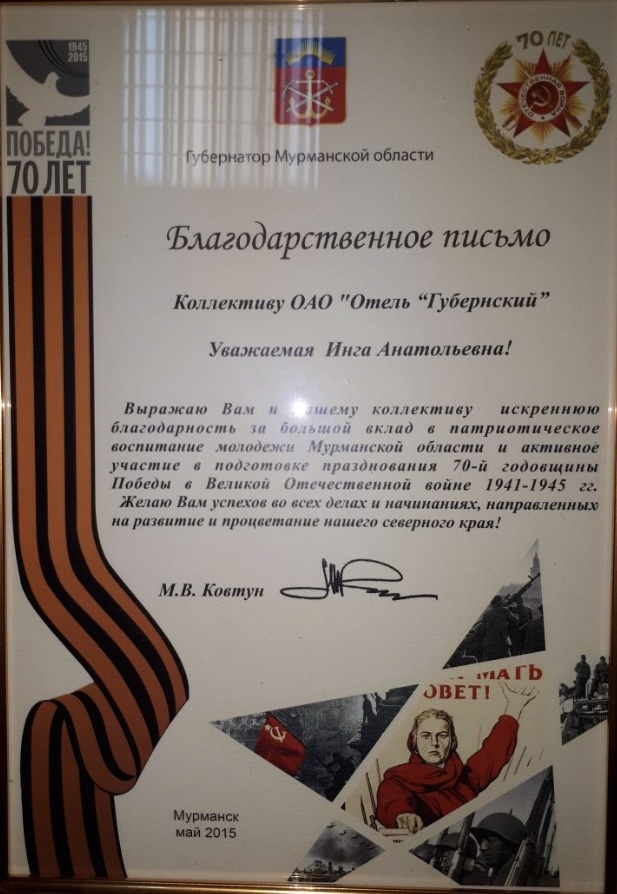 1945
2015
ПОБЕДА!
70 ЛЕТ
70 ЛЕТ
ОТЕЧЕСТВЕННАЯ ВОЙНА
Губернатор Мурманской области
Благодарственное письмо
Коллективу ОАО "Отель “Губернский”
Уважаемая Инга Анатольевна!
Выражаю Вам и Вашему коллективу искреннюю
благодарность за большой вклад в патриотическое
воспитание молодежи Мурманской области и активное
участие в подготовке празднования 70-й годовщины
Победы в Великой Отечественной войне 1941-1945 гг.
Желаю Вам успехов во всех делах и начинаниях, направленных
на развитие и процветание нашего северного края!
М.В. Ковтун
МАТЬ
ОВЕТ!
Мурманск
май 2015